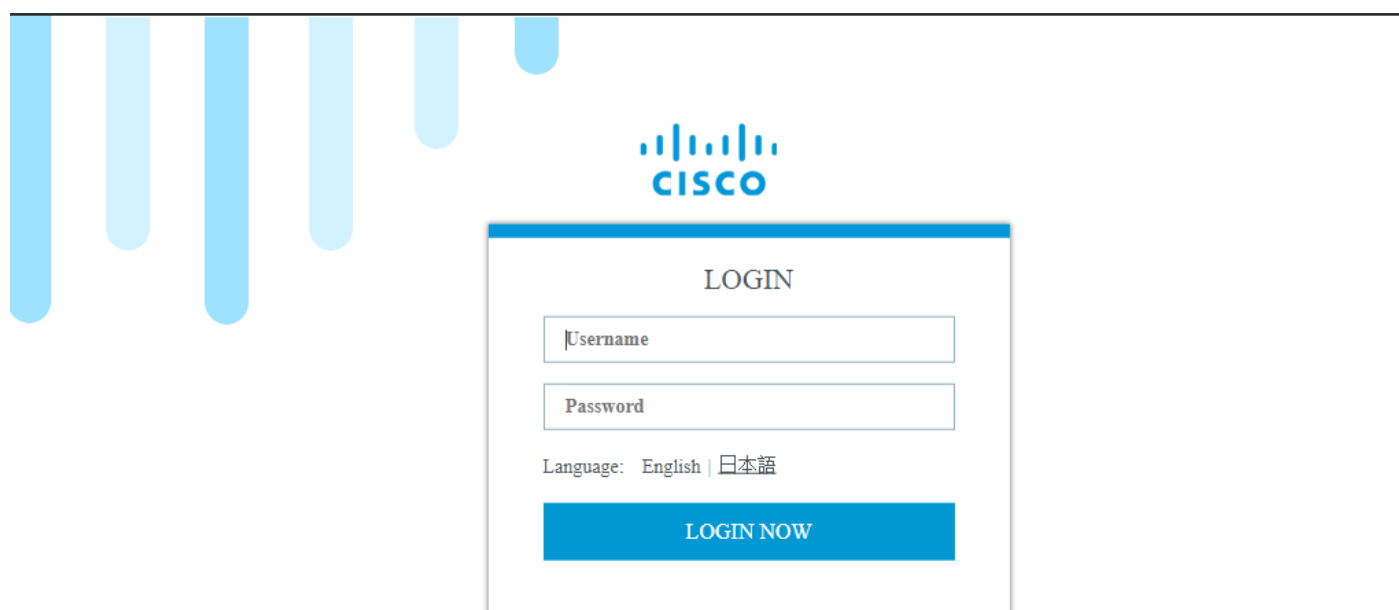 CISCO
LOGIN
Username
Password
Language: English | 日本語
LOGIN NOW